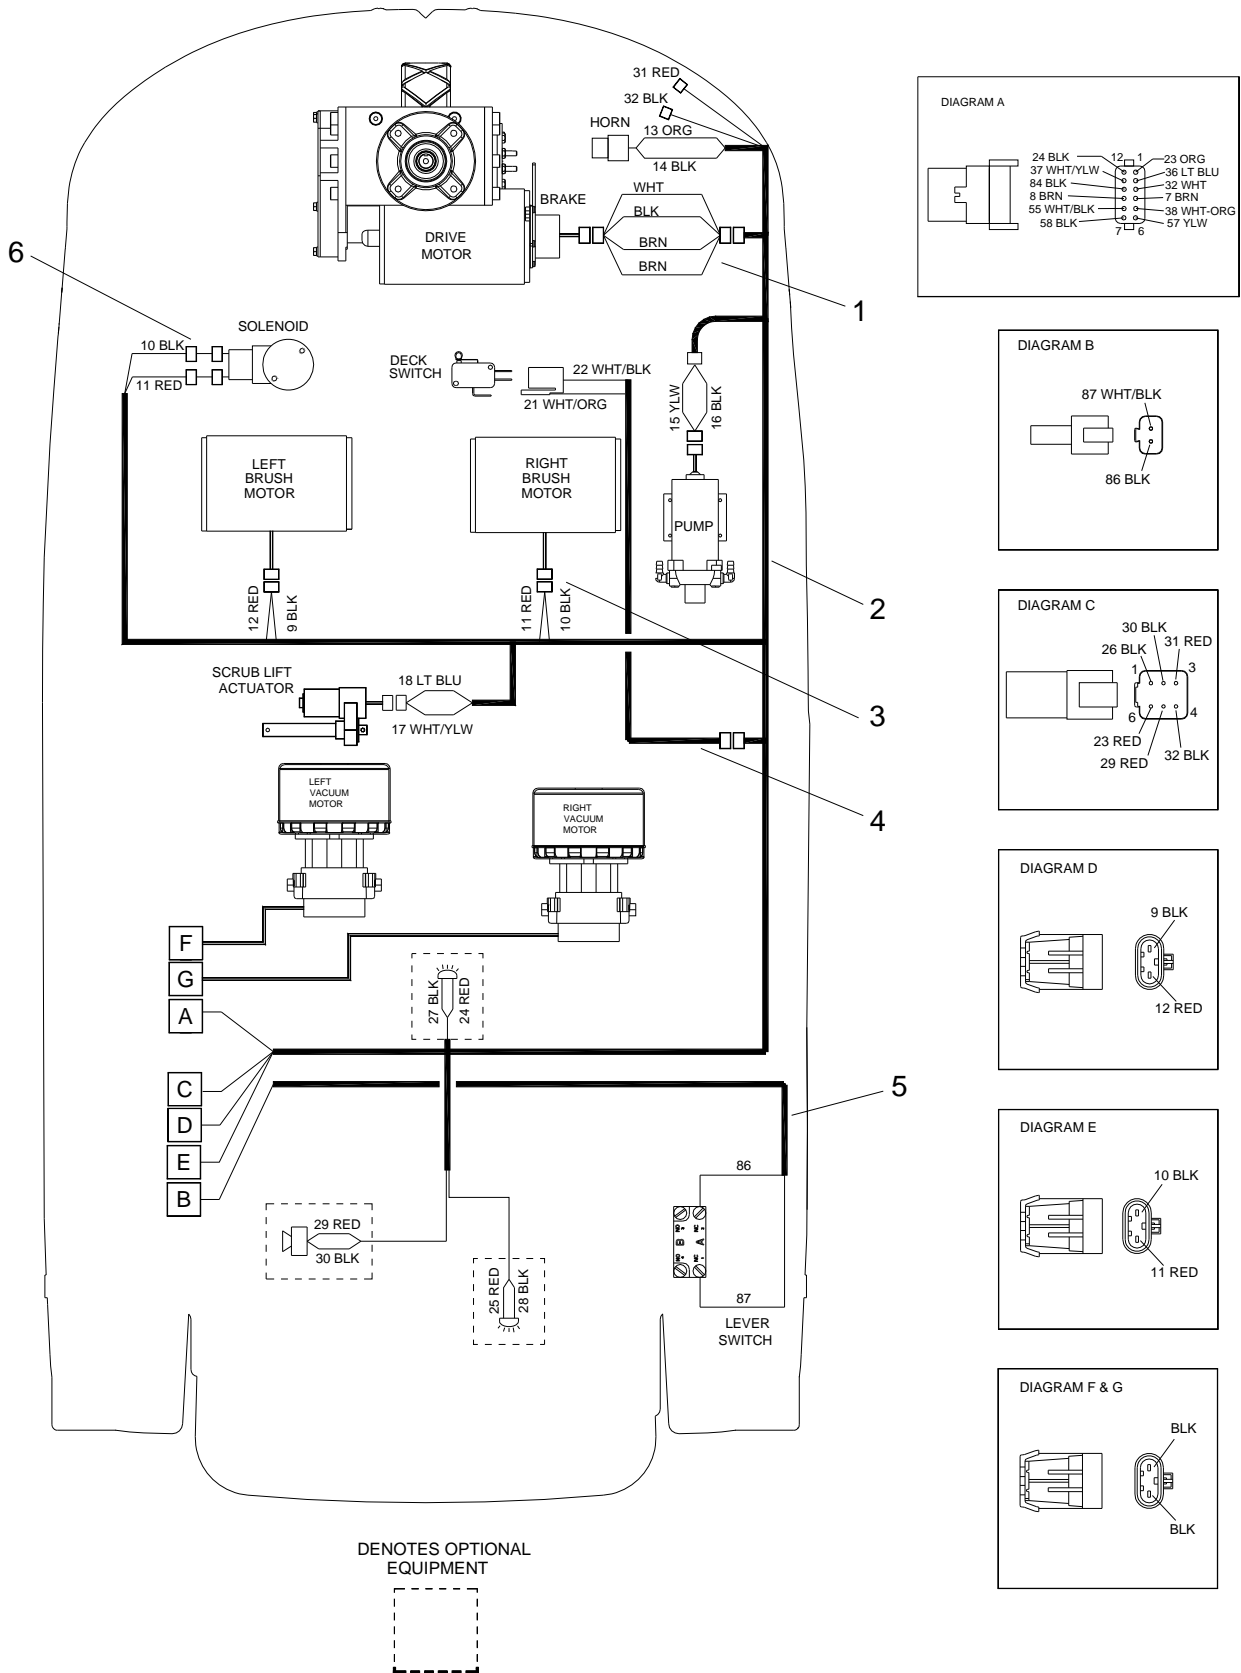 31 RED
32 BLK
HORN
13 ORG
14 BLK
WHT
BRAKE
BLK
DRIVE
MOTOR
BRN
BRN
6
1
SOLENOID
10 BLK
11 RED
DECK
SWITCH
22 WHT/BLK
21 WHT/ORG
15 YLW
16 BLK
LEFT
BRUSH
MOTOR
RIGHT
BRUSH
MOTOR
PUMP
12 RED
9 BLK
11 RED
10 BLK
2
SCRUB LIFT
ACTUATOR
18 LT BLU
17 WHT/YLW
3
LEFT
VACUUM
MOTOR
RIGHT
VACUUM
MOTOR
4
F
G
A
27 BLK
24 RED
C
D
E
B
5
86
29 RED
30 BLK
25 RED
28 BLK
NO
NC
B
A
NO
NC
87
LEVER
SWITCH
DENOTES OPTIONAL
EQUIPMENT
DIAGRAM A
24 BLK
12
1
23 ORG
37 WHT/YLW
36 LT BLU
84 BLK
32 WHT
8 BRN
7 BRN
55 WHT/BLK
38 WHT-ORG
58 BLK
7
6
57 YLW
DIAGRAM B
87 WHT/BLK
86 BLK
DIAGRAM C
30 BLK
26 BLK
31 RED
1
3
6
4
23 RED
29 RED
32 BLK
DIAGRAM D
9 BLK
12 RED
DIAGRAM E
10 BLK
11 RED
DIAGRAM F & G
BLK
BLK